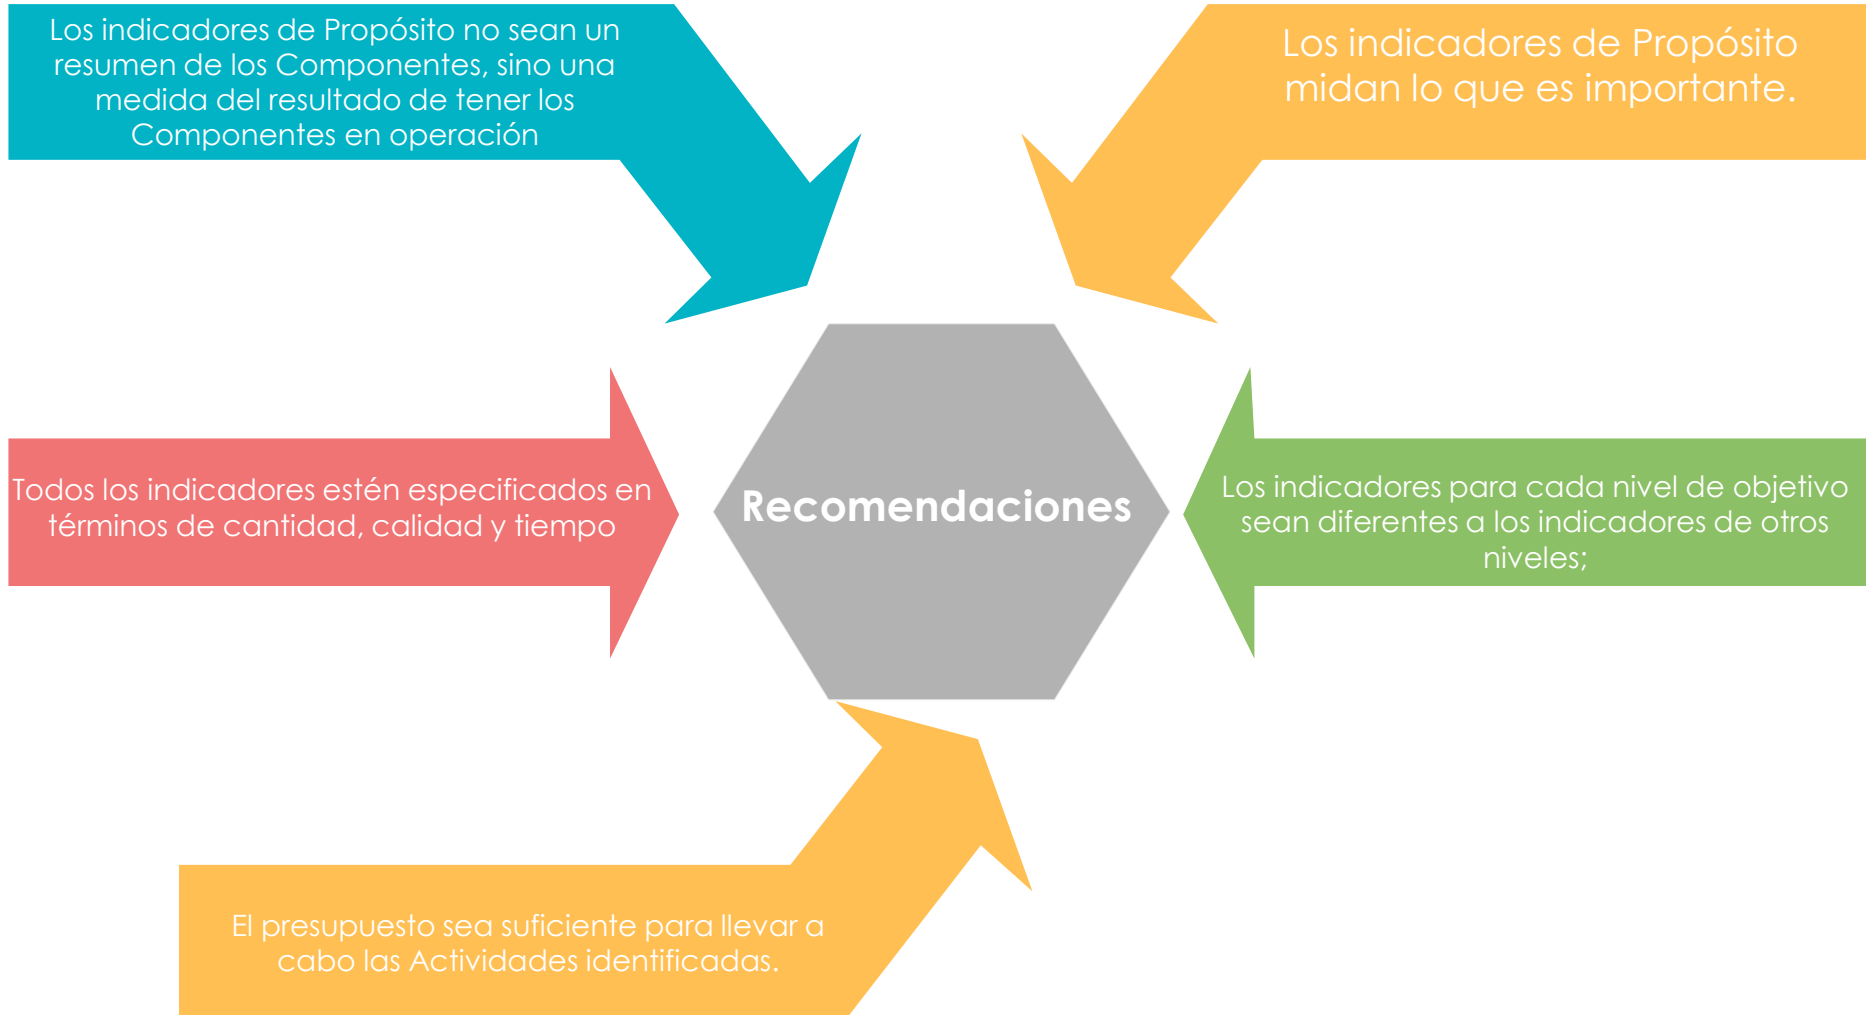 Los indicadores de Propósito no sean un
resumen de los Componentes, sino una
medida del resultado de tener los
Componentes en operación
Los indicadores de Propósito
midan lo que es importante.
Todos los indicadores estén especificados en
términos de cantidad, calidad y tiempo
Recomendaciones
Los indicadores para cada nivel de objetivo
sean diferentes a los indicadores de otros
niveles;
El presupuesto sea suficiente para llevar a
cabo las Actividades identificadas.